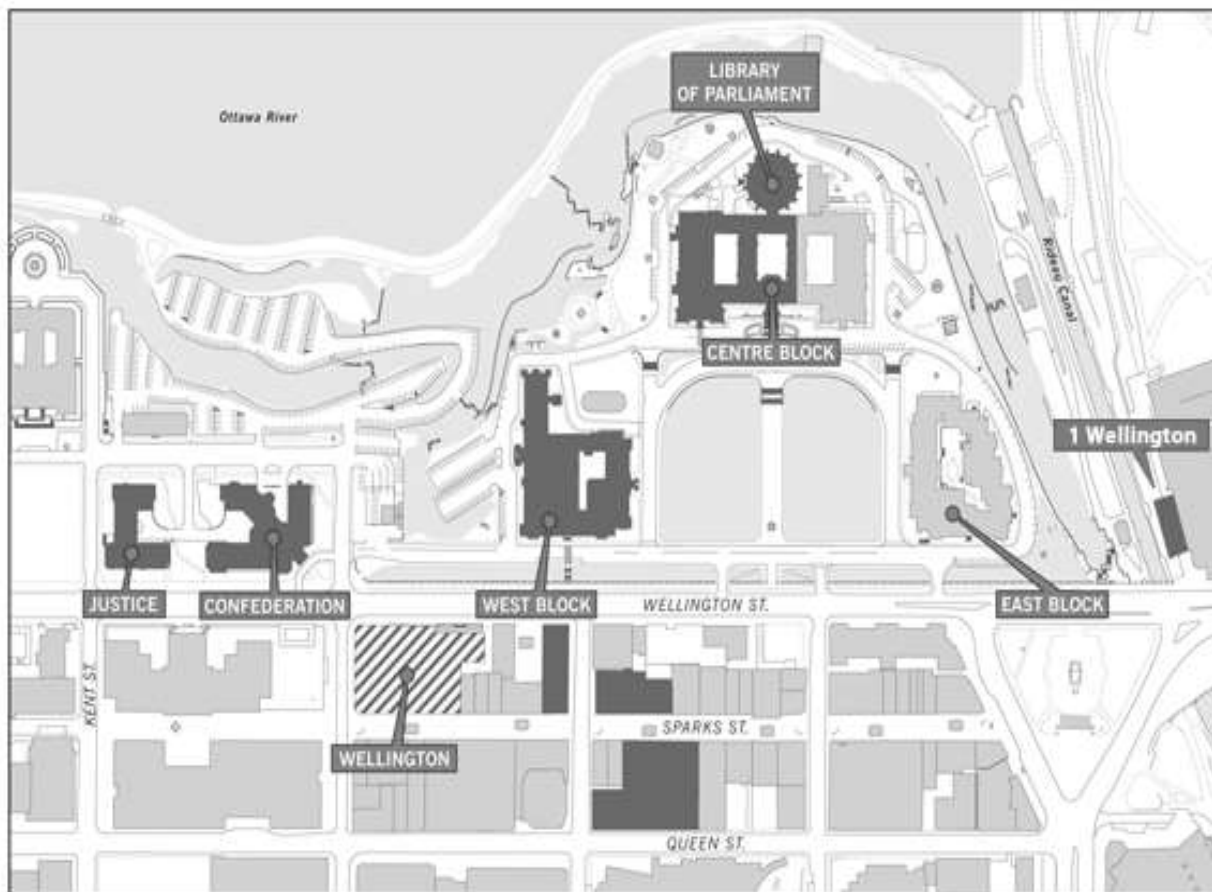 LIBRARY
OF PARLIAMENT
Ottawa River
Rideau Canal
CENTRE BLOCK
1 Wellington
JUSTICE
CONFEDERATION
WEST BLOCK
WELLINGTON ST.
EAST BLOCK
KENT ST.
SPARKS ST.
WELLINGTON
QUEEN ST.